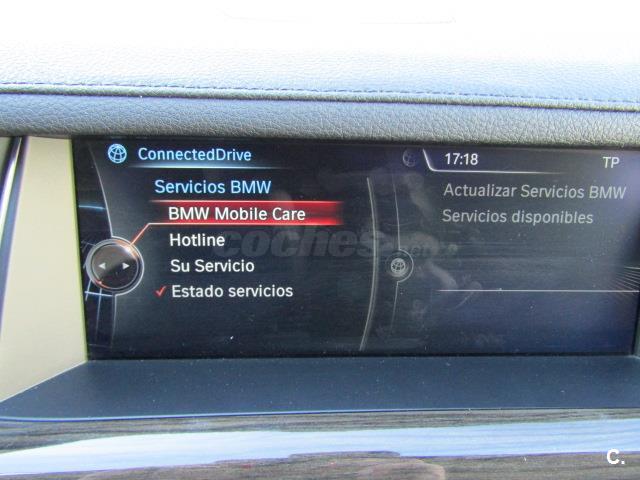 ConnectedDrive
17:18
TP
Servicios BMW
BMW Mobile Care
Hotline
Su Servicio
Estado servicios
Actualizar Servicios BMW
Servicios disponibles
coches
C.